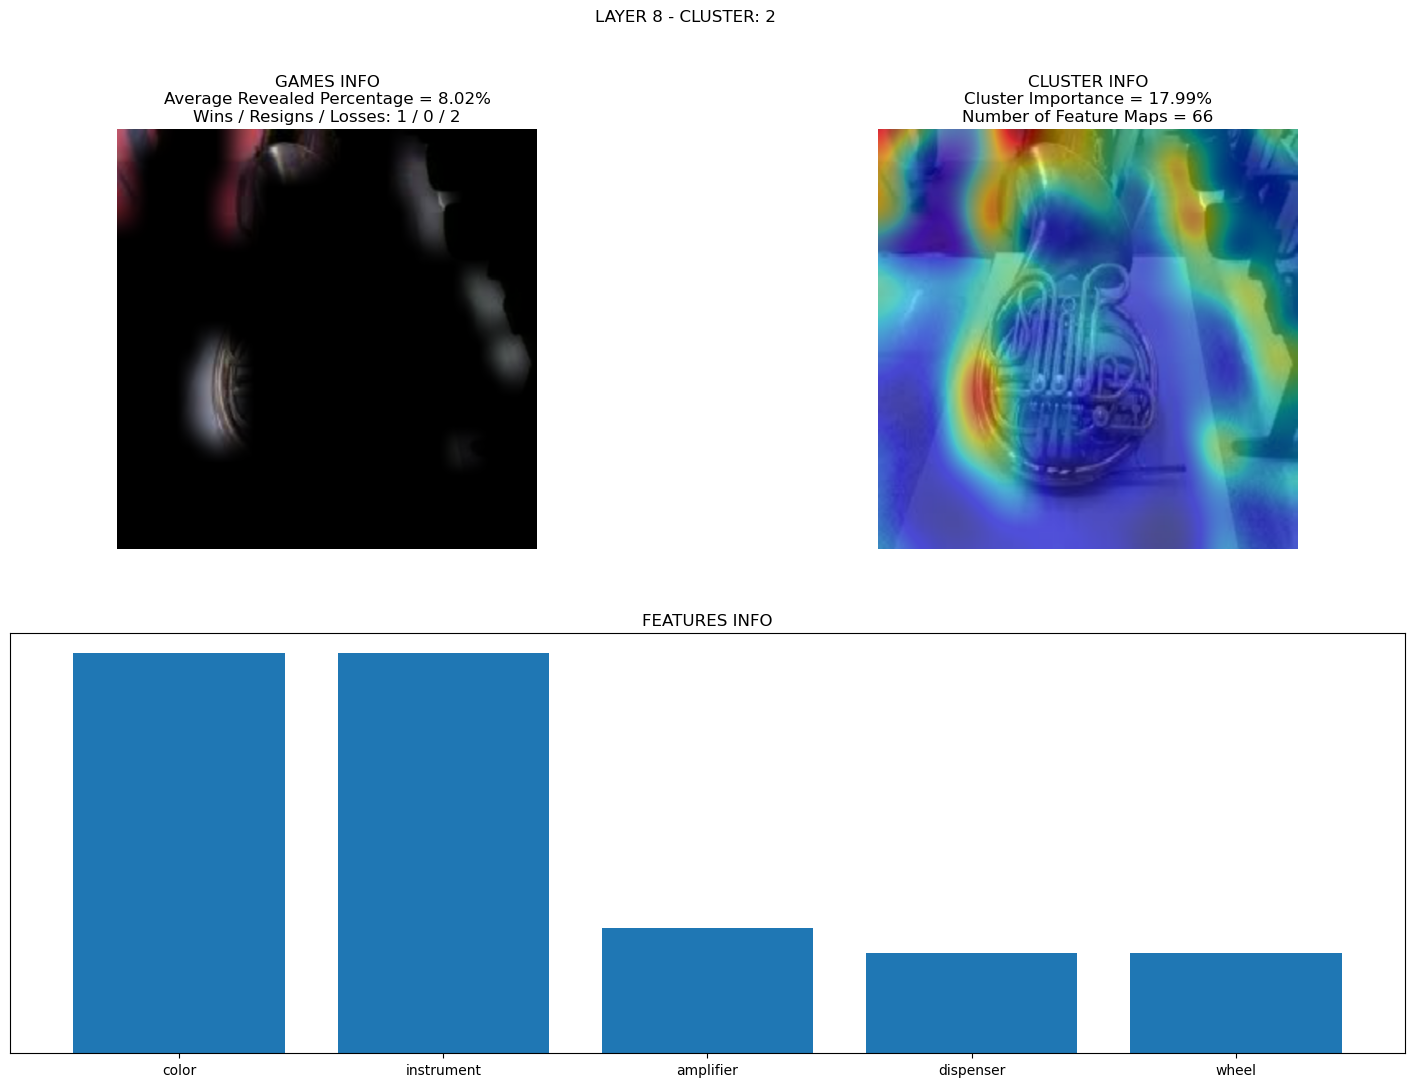 LAYER 8 - CLUSTER: 2
GAMES INFO
Average Revealed Percentage = 8.02%
Wins / Resigns / Losses: 1 / 0 / 2
CLUSTER INFO
Cluster Importance = 17.99%
Number of Feature Maps = 66
FEATURES INFO
color
instrument
amplifier
dispenser
wheel